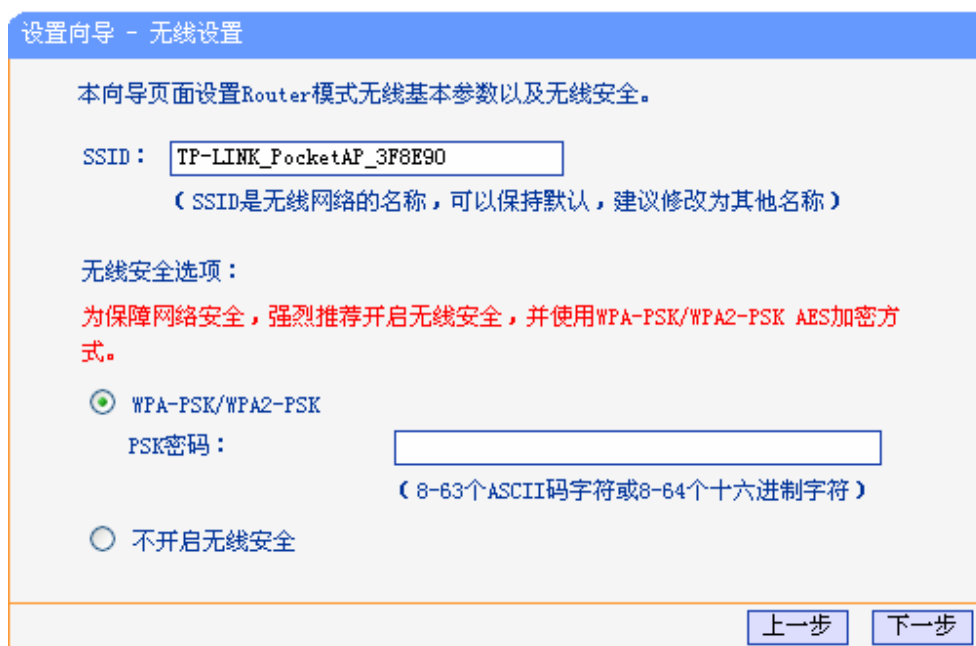 设置向导 - 无线设置
本向导页面设置Router模式无线基本参数以及无线安全。
SSID： TP-LINK_PocketAP_3F8E90
（SSID是无线网络的名称，可以保持默认，建议修改为其他名称）
无线安全选项：
为保障网络安全，强烈推荐开启无线安全，并使用WPA-PSK/WPA2-PSK AES加密方
式。
WPA-PSK/WPA2-PSK
PSK密码：
（8-63个ASCII码字符或8-64个十六进制字符）
不开启无线安全
上一步 下一步